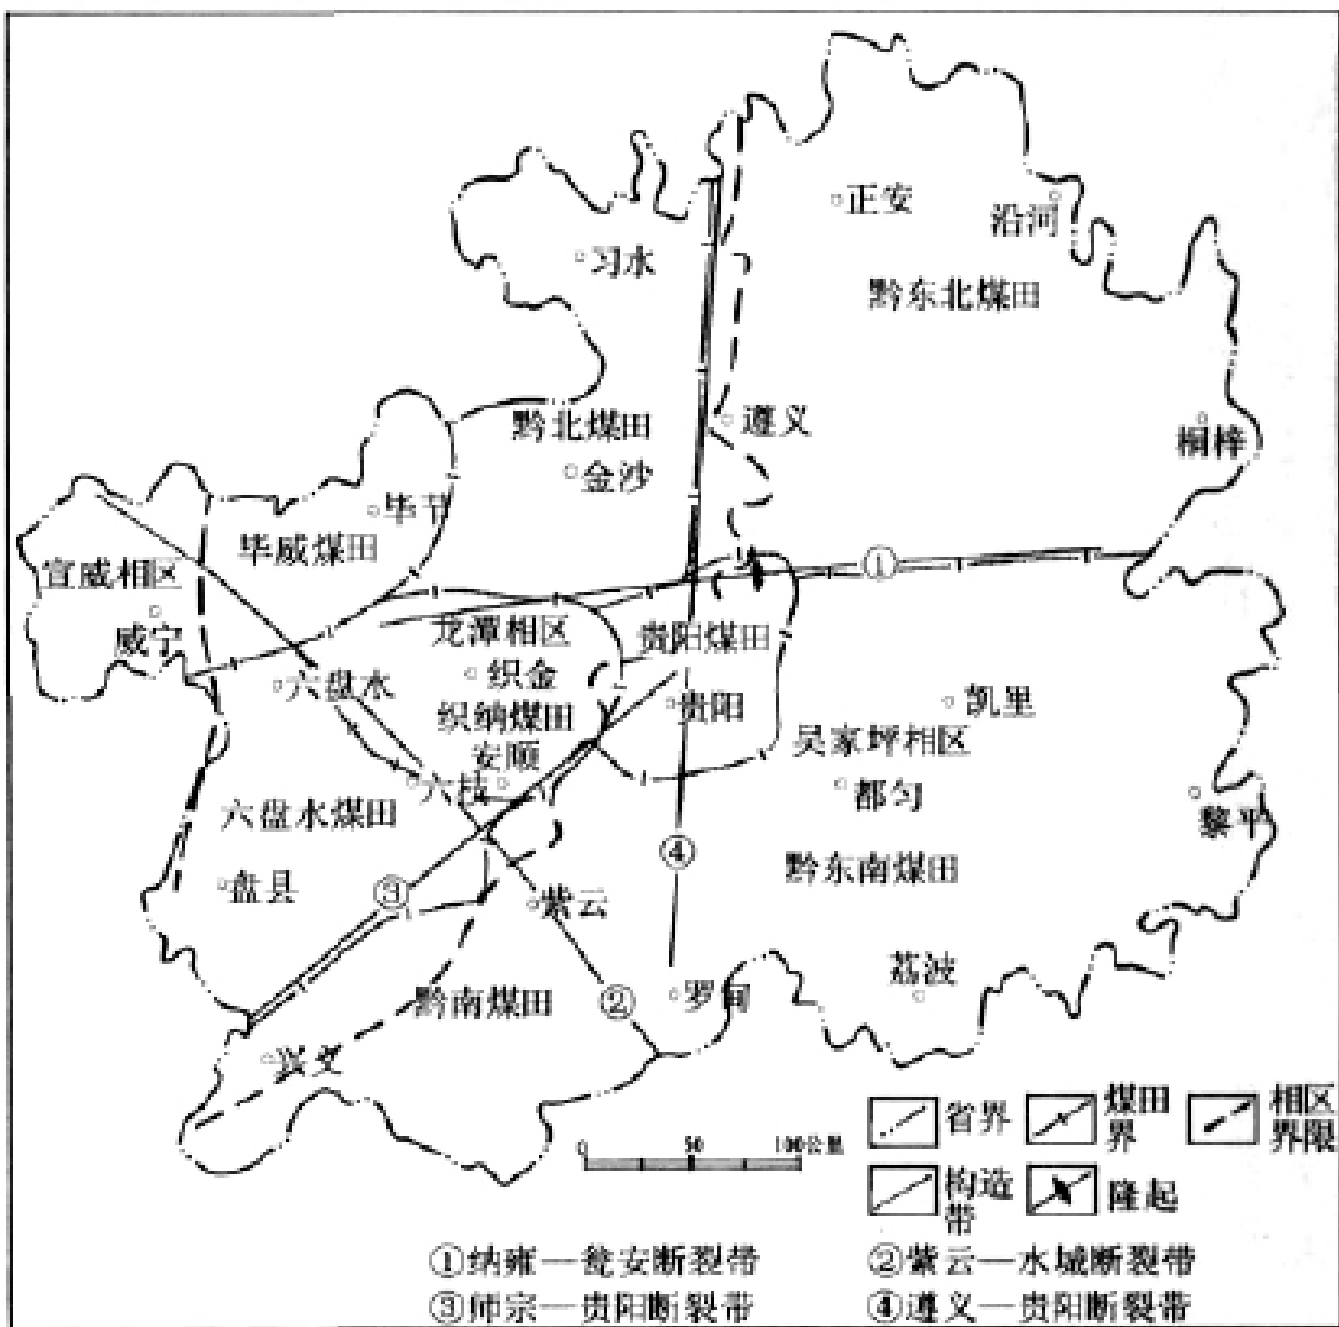 正安
沿河
习水
黔东北煤田
黔北煤田
遵义
桐梓
金沙
毕节
毕威煤田
①
宣威相区
龙潭相区
贵阳煤田
威宁
六盘水
织金
贵阳
凯里
织纳煤田
吴家坪相区
安顺
六枝
都匀
六盘水煤田
黎平
④
黔东南煤田
盘县
③
紫云
荔波
黔南煤田
②
罗甸
兴义
省界
煤田
界
相区
界限
0 50 100公里
构造
带
隆起
①纳雍—瓮安断裂带
②紫云—水城断裂带
③师宗—贵阳断裂带
④遵义—贵阳断裂带